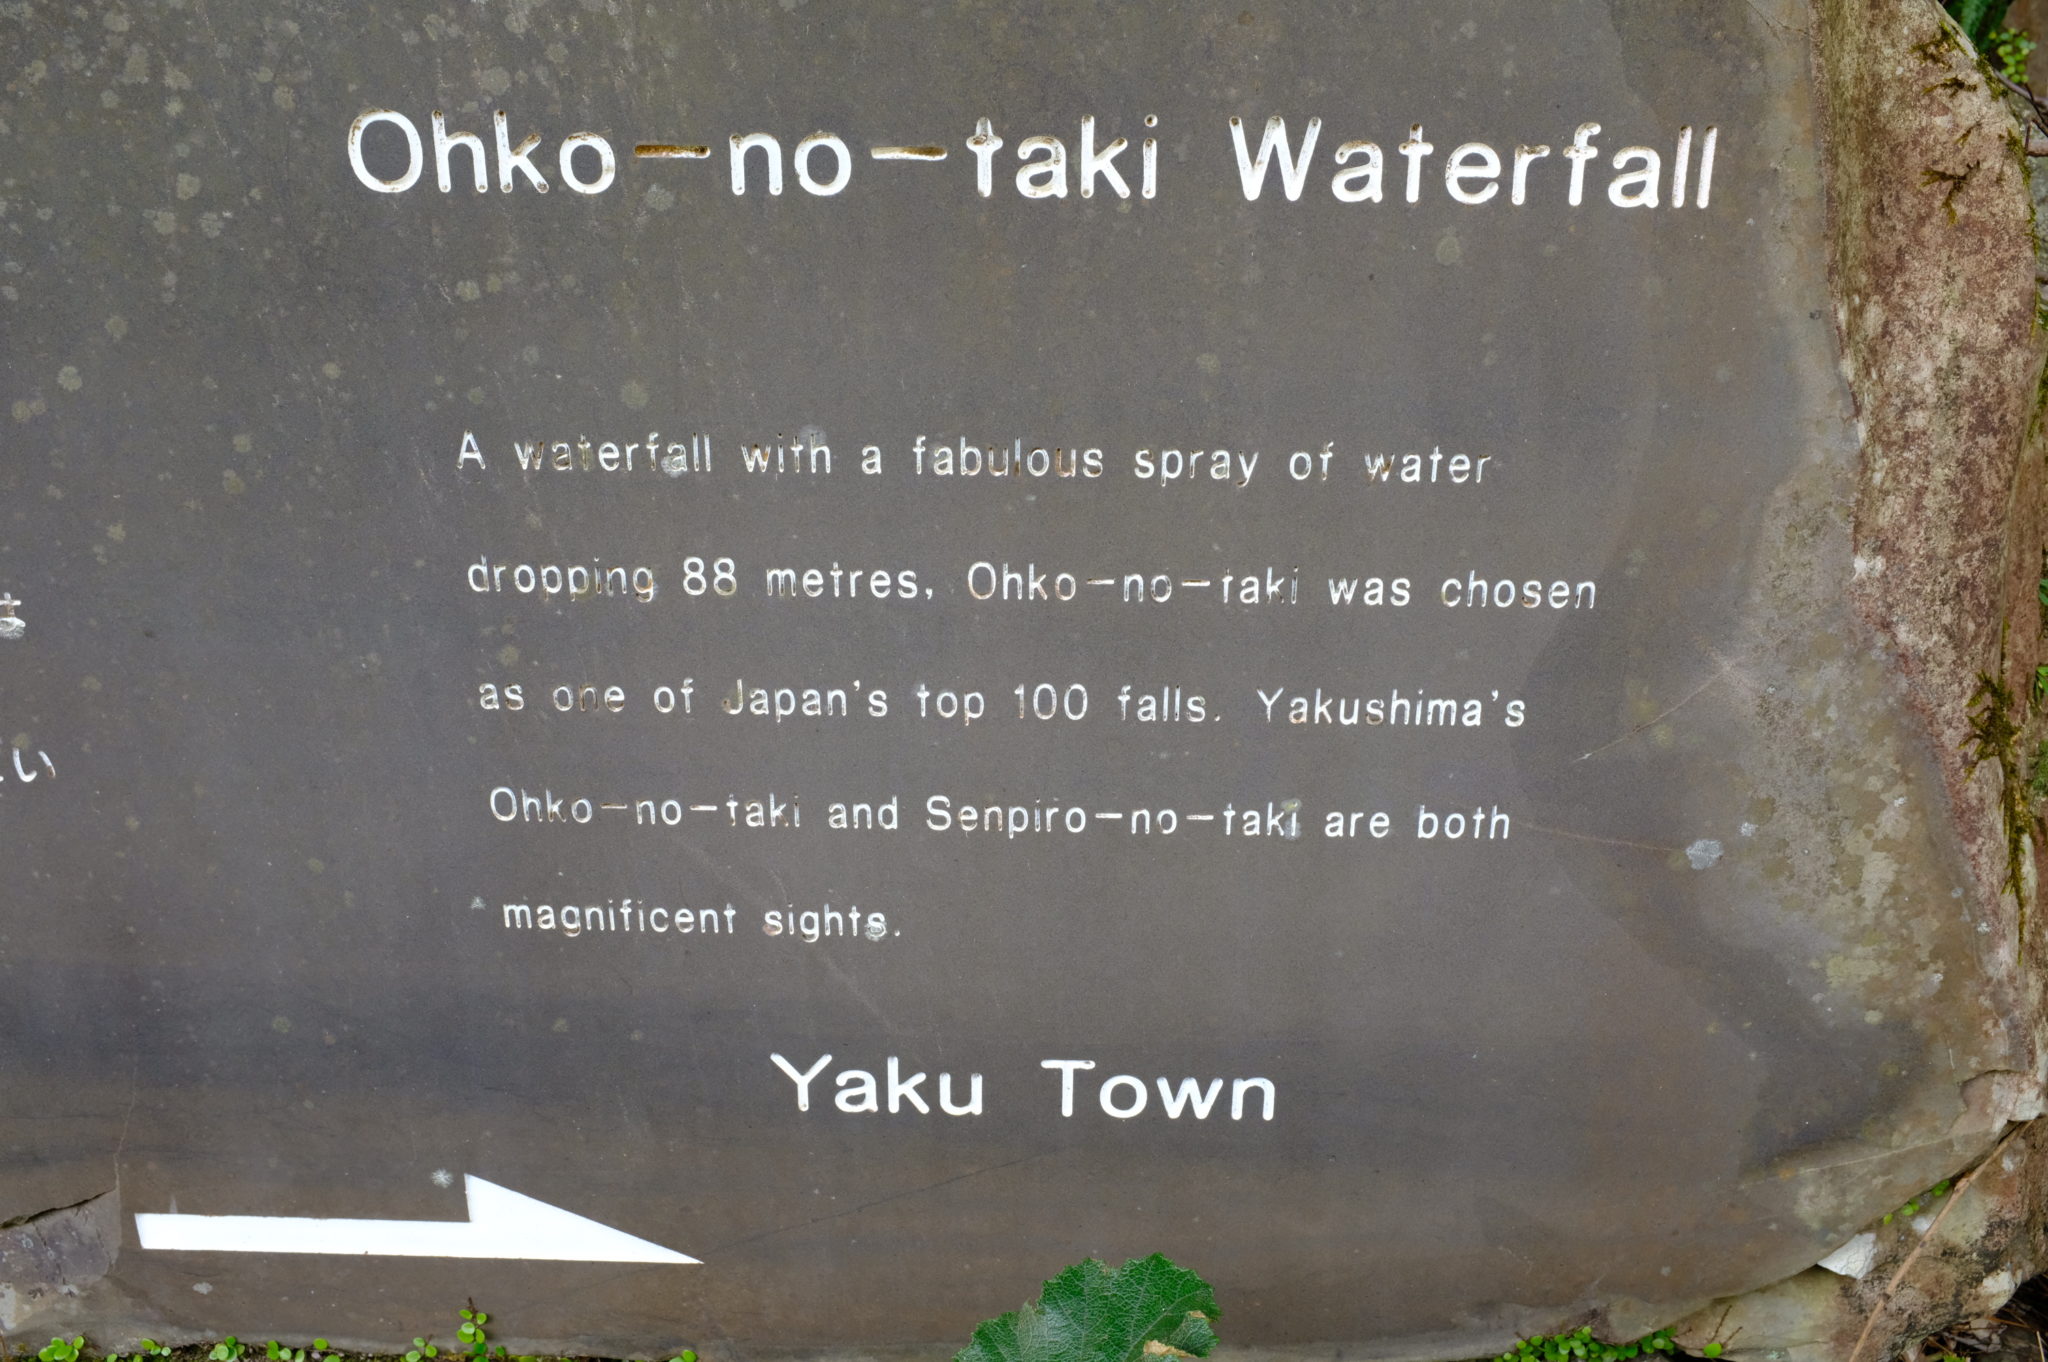 Ohko-no-taki Waterfall
A waterfall with a fabulous spray of water
dropping 88 metres, Ohko-no-taki was chosen
as one of Japan's top 100 falls. Yakushima's
Ohko-no-taki and Senpiro-no-taki are both
magnificent sights.
い
Yaku Town